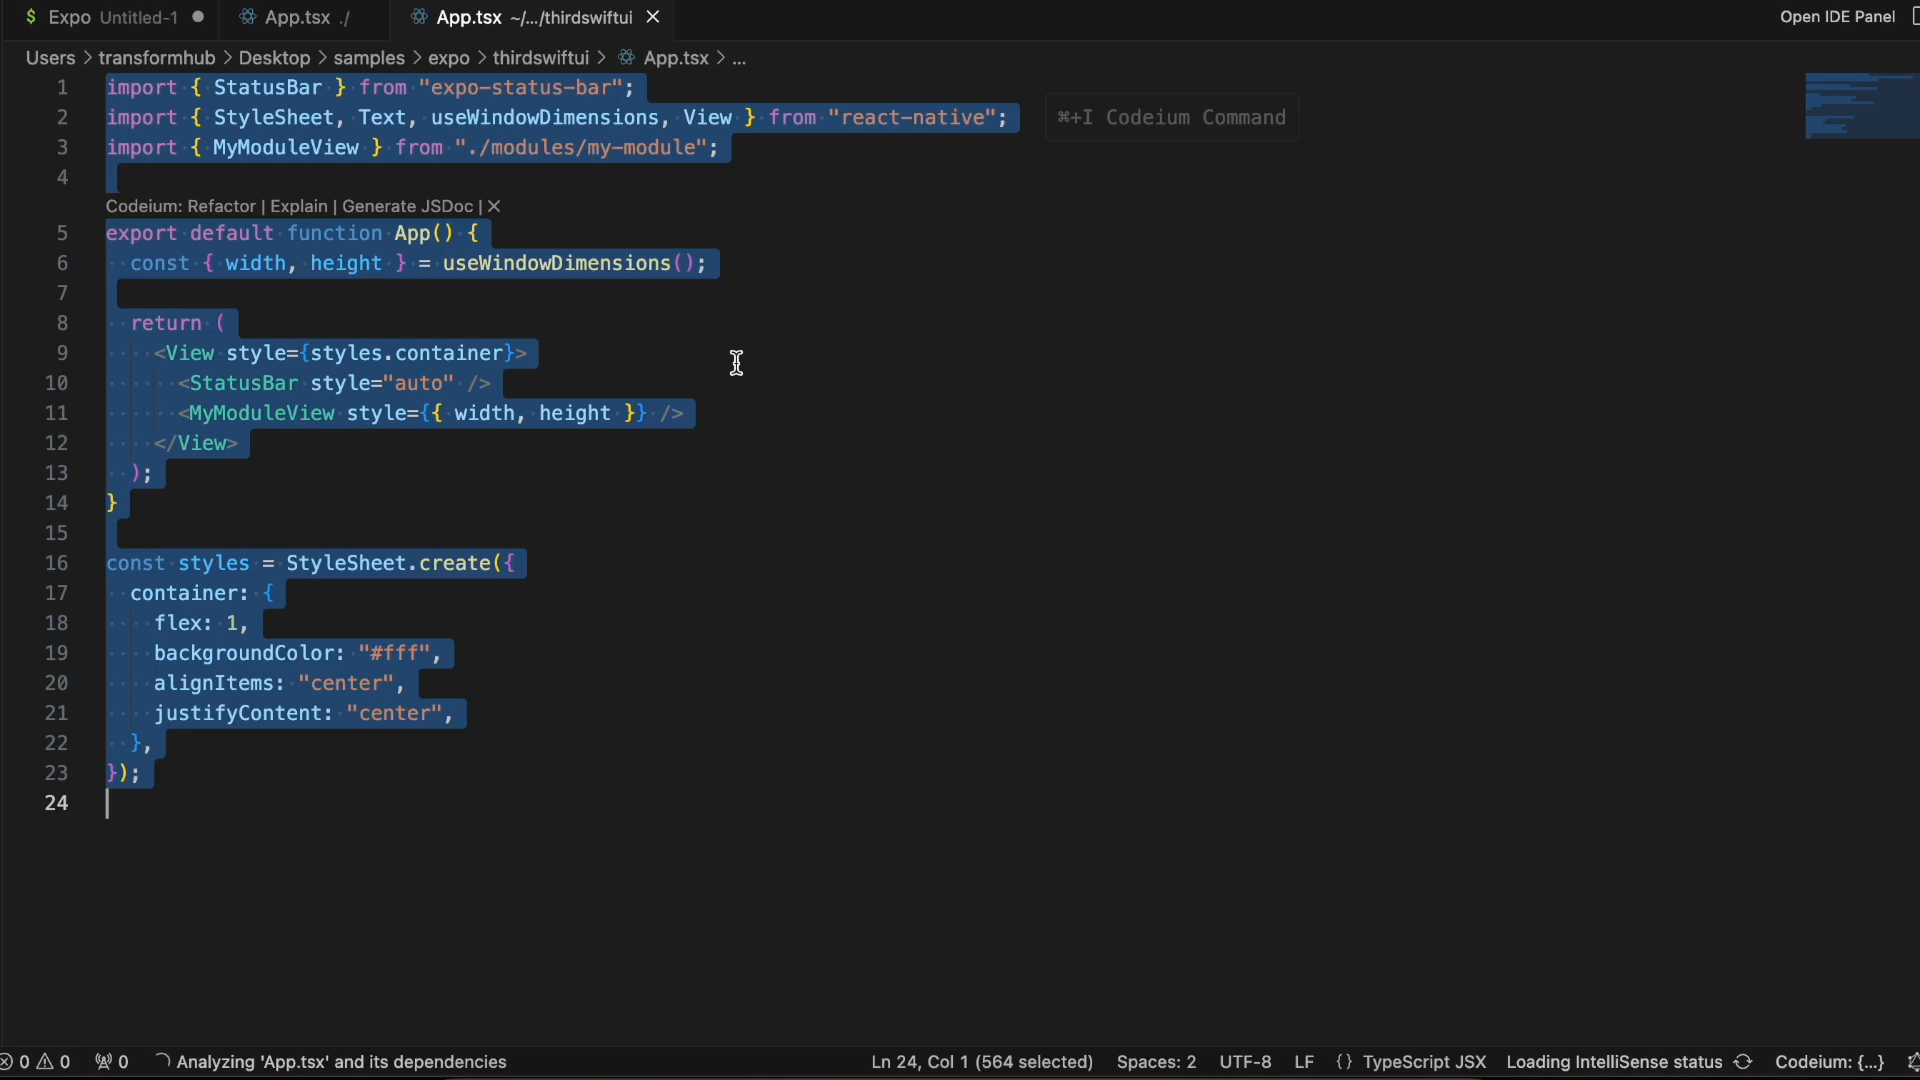 $ Expo Untitled-1 ●
App.tsx ./
App.tsx ~/.../thirdswiftui ×
Open IDE Panel
Users > transformhub > Desktop > samples > expo > thirdswiftui > App.tsx > ...
1 import { StatusBar } from "expo-status-bar";
2 import { StyleSheet, Text, useWindowDimensions, View } from "react-native";
⌘+I Codeium Command
3 import { MyModuleView } from "./modules/my-module";
4
Codeium: Refactor | Explain | Generate JSDoc | ×
5 export default function App() {
6   const { width, height } = useWindowDimensions();
7
8   return (
9     <View style={styles.container}>
10       <StatusBar style="auto" />
11       <MyModuleView style={{ width, height }} />
12     </View>
13   );
14 }
15
16 const styles = StyleSheet.create({
17   container: {
18     flex: 1,
19     backgroundColor: "#fff",
20     alignItems: "center",
21     justifyContent: "center",
22   },
23 });
24
0 0 0 Analyzing 'App.tsx' and its dependencies
Ln 24, Col 1 (564 selected) Spaces: 2 UTF-8 LF {} TypeScript JSX Loading IntelliSense status Codeium: {...}